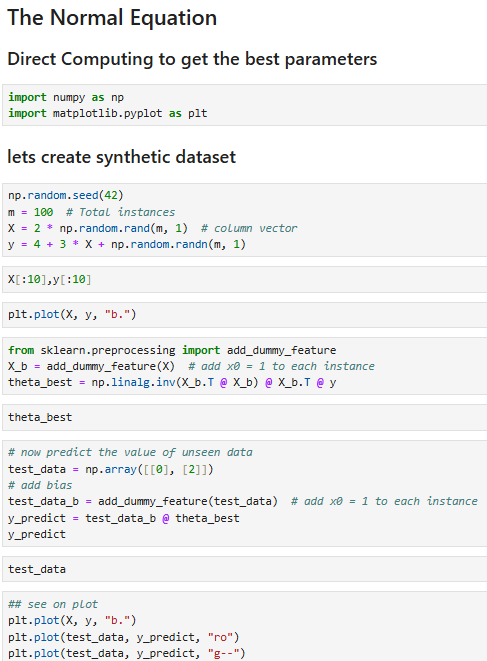 The Normal Equation
Direct Computing to get the best parameters
import numpy as np
import matplotlib.pyplot as plt
lets create synthetic dataset
np.random.seed(42)
m = 100  # Total instances
X = 2 * np.random.rand(m, 1)  # column vector
y = 4 + 3 * X + np.random.randn(m, 1)
X[:10],y[:10]
plt.plot(X, y, "b.")
from sklearn.preprocessing import add_dummy_feature
X_b = add_dummy_feature(X)  # add x0 = 1 to each instance
theta_best = np.linalg.inv(X_b.T @ X_b) @ X_b.T @ y
theta_best
# now predict the value of unseen data
test_data = np.array([[0], [2]])
# add bias
test_data_b = add_dummy_feature(test_data)  # add x0 = 1 to each instance
y_predict = test_data_b @ theta_best
y_predict
test_data
## see on plot
plt.plot(X, y, "b.")
plt.plot(test_data, y_predict, "ro")
plt.plot(test_data, y_predict, "g--")